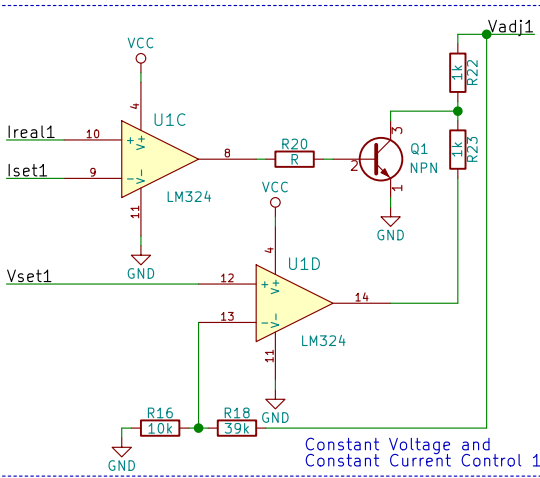 Vadj1
VCC
1k
R22
4
U1C
Ireal1
10
+
V+
3
R20
8
R
2
Q1
NPN
1k
R23
Iset1
9
−
V-
LM324
1
11
VCC
GND
GND
4
U1D
Vset1
12
+
V+
14
13
−
V-
LM324
11
R16
10k
R18
39k
GND
GND
Constant Voltage and
Constant Current Control 1